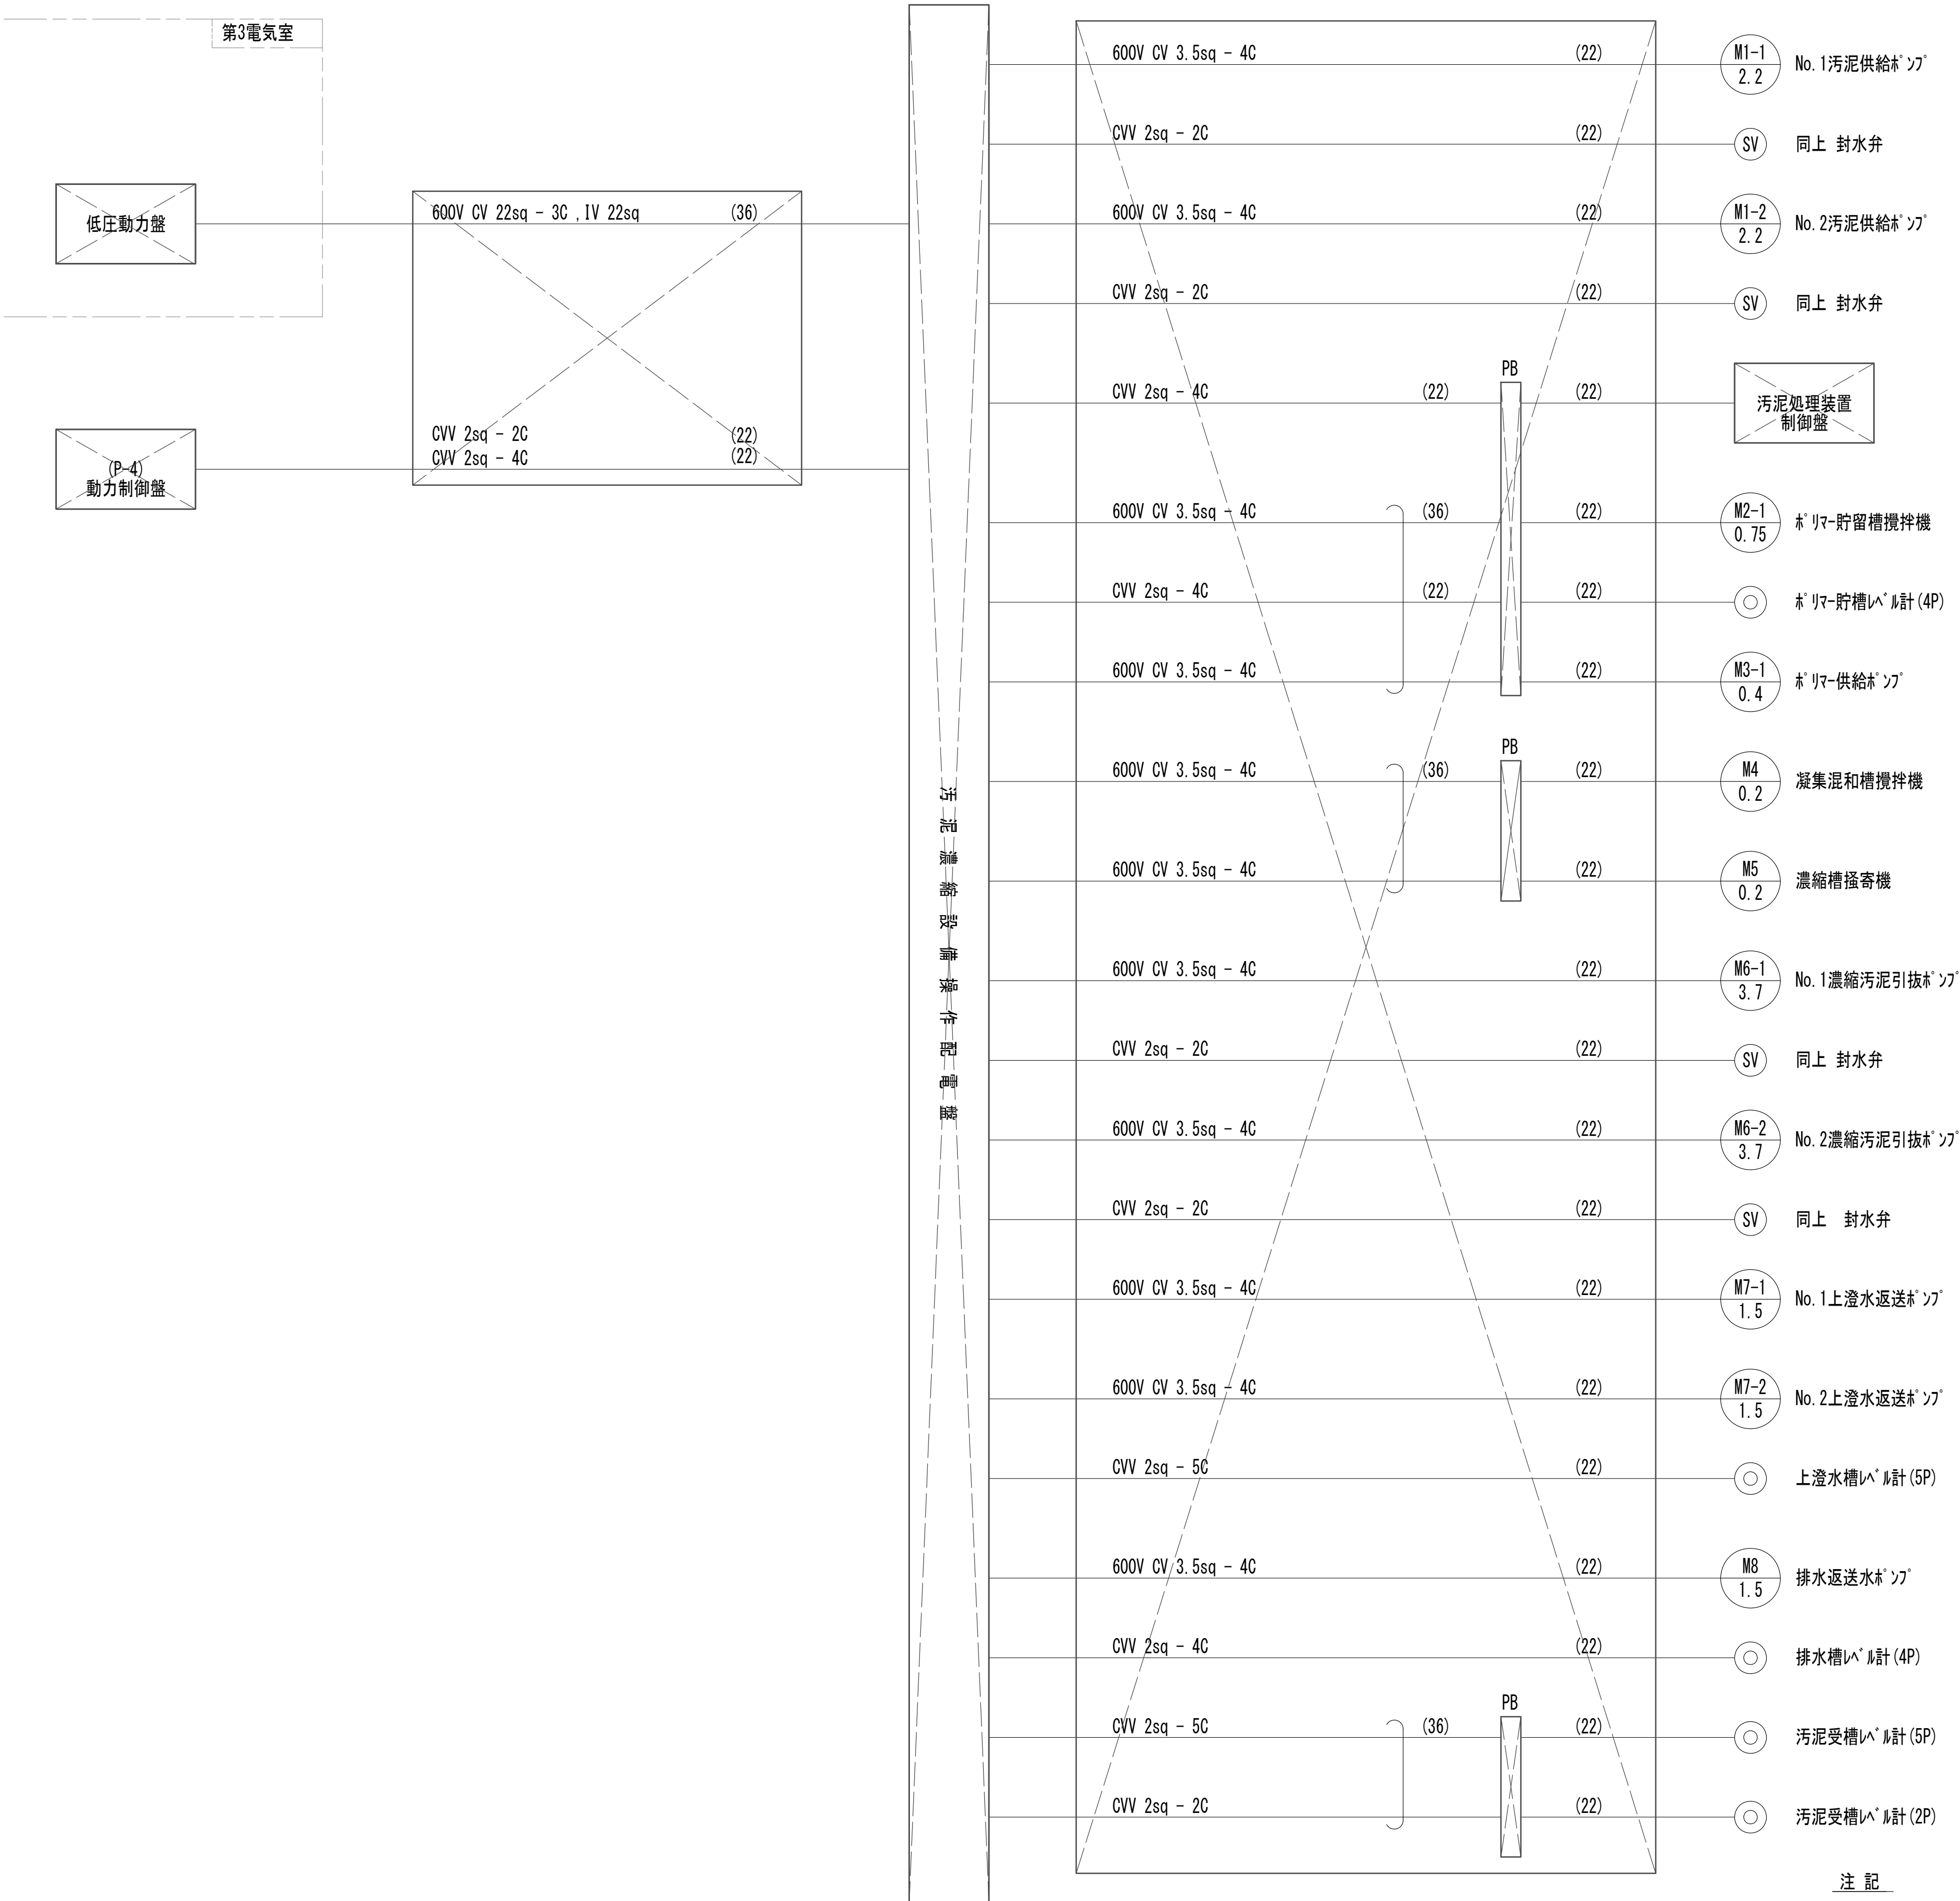 第3電気室
低圧動力盤
600V CV 22sq - 3C ,IV 22sq (36)
CVV 2sq - 2C (22)
CVV 2sq - 4C (22)
(P-4)
動力制御盤
汚泥濃縮設備操作配電盤
600V CV 3.5sq - 4C (22) M1-1 2.2 No.1汚泥供給ﾎﾟﾝﾌﾟ
CVV 2sq - 2C (22) SV 同上 封水弁
600V CV 3.5sq - 4C (22) M1-2 2.2 No.2汚泥供給ﾎﾟﾝﾌﾟ
CVV 2sq - 2C (22) SV 同上 封水弁
PB
CVV 2sq - 4C (22) (22) 汚泥処理装置
制御盤
600V CV 3.5sq - 4C (36) (22) M2-1 0.75 ﾎﾟﾘﾏｰ貯留槽攪拌機
CVV 2sq - 4C (22) (22) ﾎﾟﾘﾏｰ貯槽ﾚﾍﾞﾙ計(4P)
600V CV 3.5sq - 4C (22) M3-1 0.4 ﾎﾟﾘﾏｰ供給ﾎﾟﾝﾌﾟ
PB
600V CV 3.5sq - 4C (36) (22) M4 0.2 凝集混和槽攪拌機
600V CV 3.5sq - 4C (22) M5 0.2 濃縮槽掻寄機
600V CV 3.5sq - 4C (22) M6-1 3.7 No.1濃縮汚泥引抜ﾎﾟﾝﾌﾟ
CVV 2sq - 2C (22) SV 同上 封水弁
600V CV 3.5sq - 4C (22) M6-2 3.7 No.2濃縮汚泥引抜ﾎﾟﾝﾌﾟ
CVV 2sq - 2C (22) SV 同上 封水弁
600V CV 3.5sq - 4C (22) M7-1 1.5 No.1上澄水返送ﾎﾟﾝﾌﾟ
600V CV 3.5sq - 4C (22) M7-2 1.5 No.2上澄水返送ﾎﾟﾝﾌﾟ
CVV 2sq - 5C (22) 上澄水槽ﾚﾍﾞﾙ計(5P)
600V CV 3.5sq - 4C (22) M8 1.5 排水返送水ﾎﾟﾝﾌﾟ
CVV 2sq - 4C (22) 排水槽ﾚﾍﾞﾙ計(4P)
PB
CVV 2sq - 5C (36) (22) 汚泥受槽ﾚﾍﾞﾙ計(5P)
CVV 2sq - 2C (22) 汚泥受槽ﾚﾍﾞﾙ計(2P)
注 記